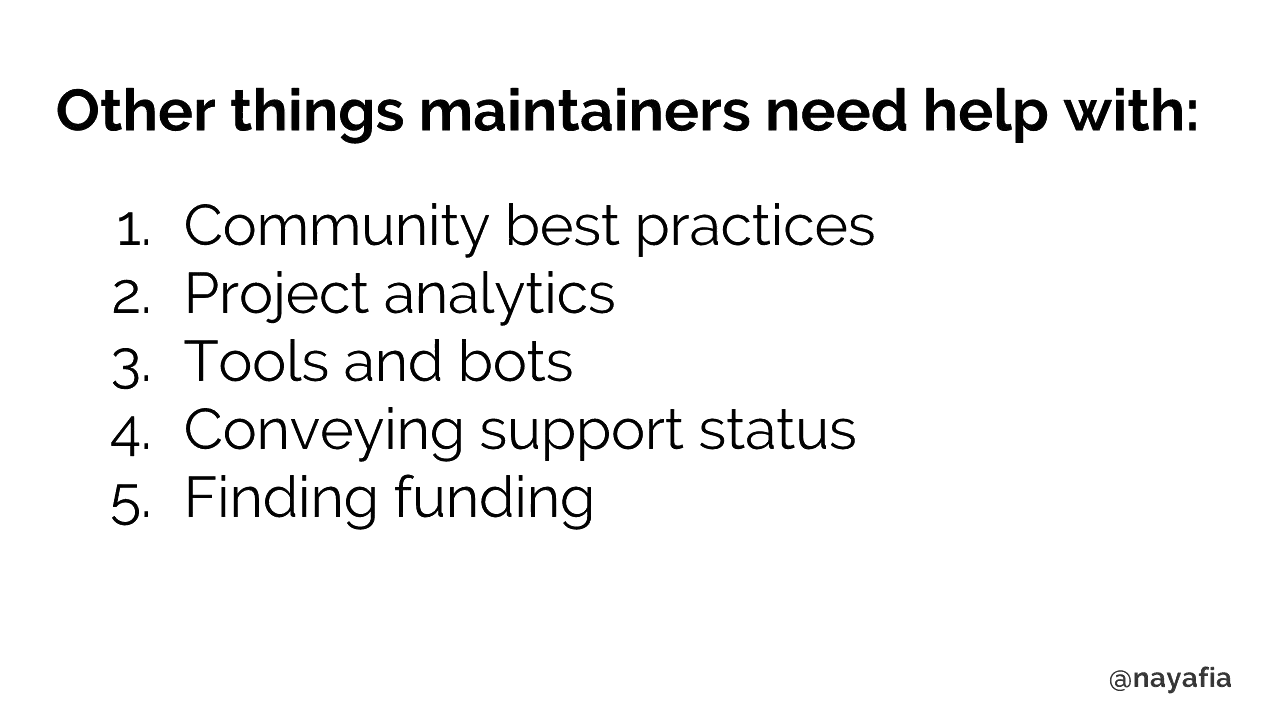 Other things maintainers need help with:
1. Community best practices
2. Project analytics
3. Tools and bots
4. Conveying support status
5. Finding funding
@nayafia